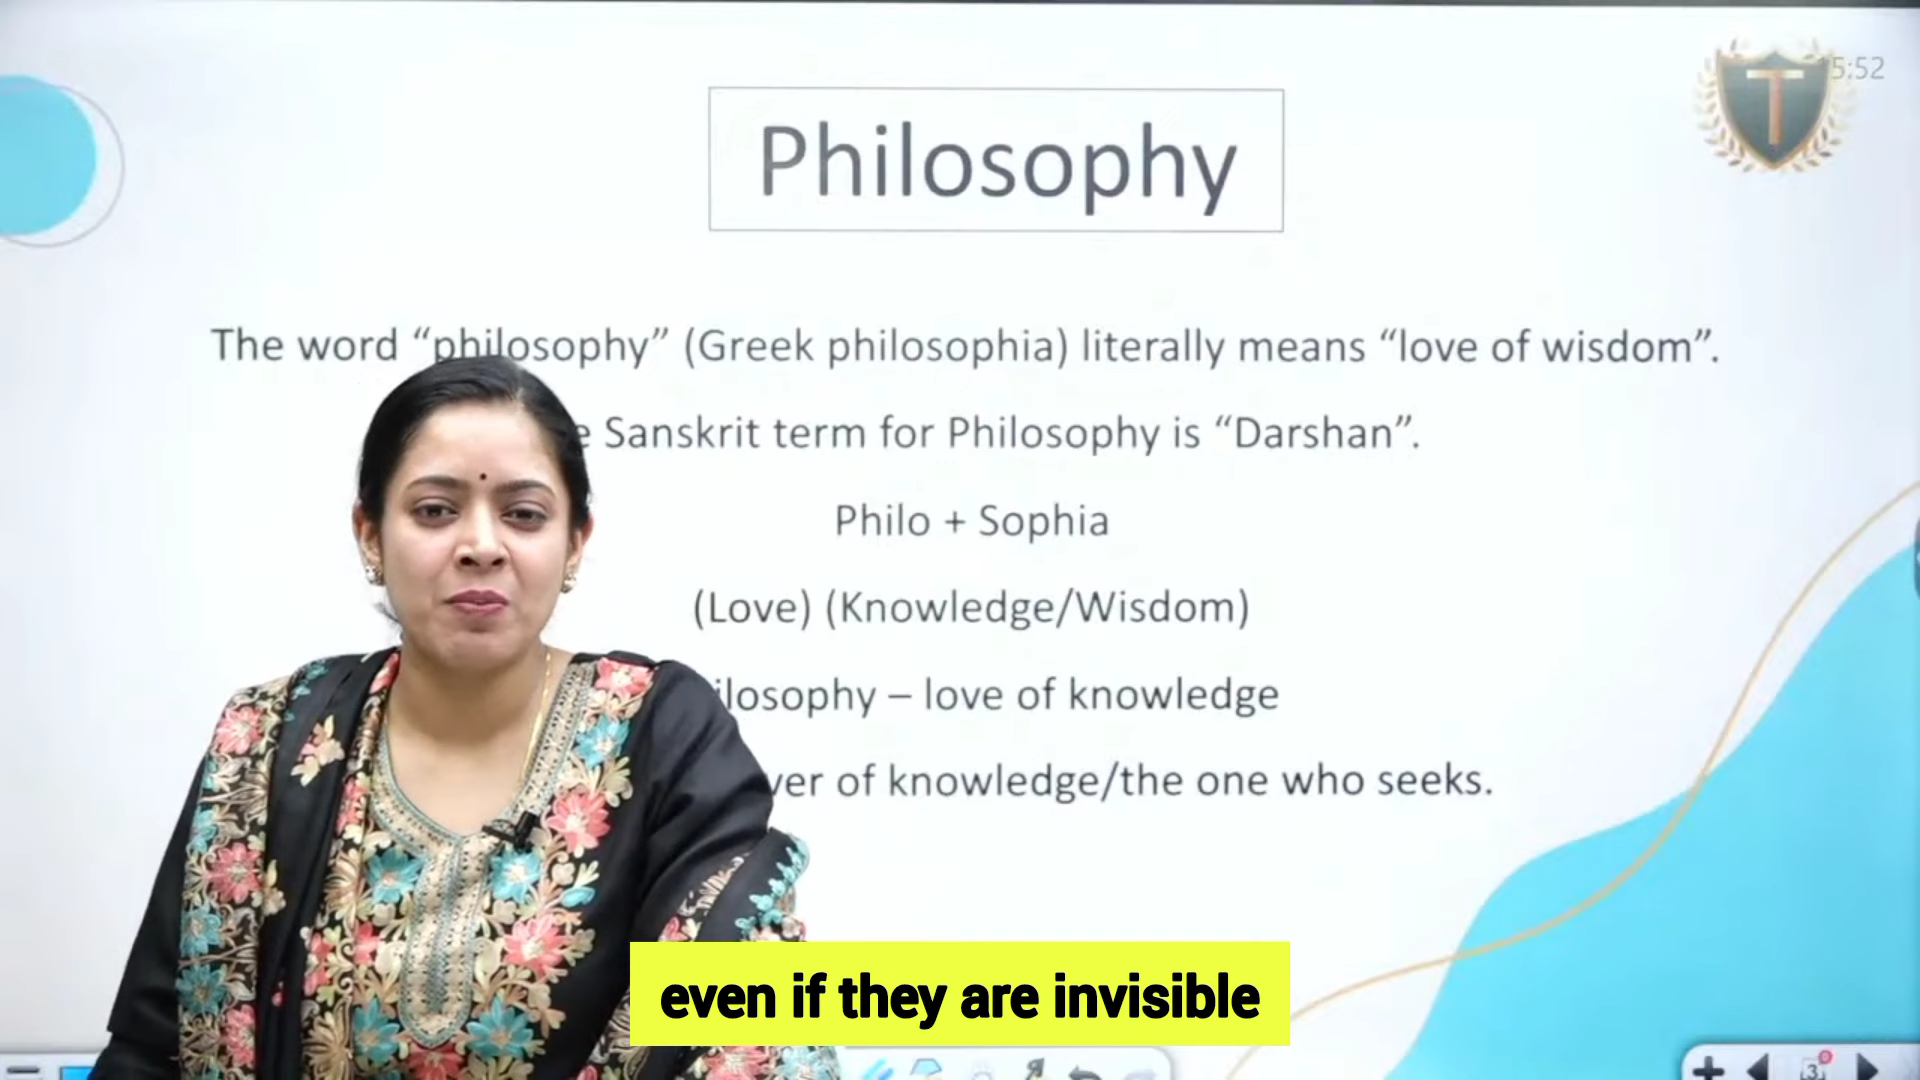 5:52
T
Philosophy
The word “philosophy” (Greek philosophia) literally means “love of wisdom”.
e Sanskrit term for Philosophy is “Darshan”.
Philo + Sophia
(Love) (Knowledge/Wisdom)
ilosophy – love of knowledge
ver of knowledge/the one who seeks.
even if they are invisible
3